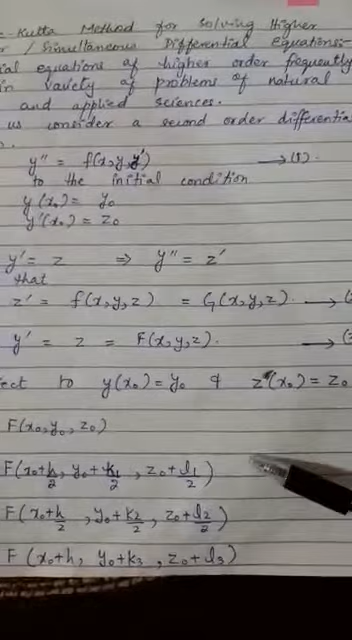 - Kutta Method for Solving Higher
r / Simultaneous Differential Equations:-
ial equations of higher order frequently
in variety of problems of natural
and applied sciences.
us consider a second order differential
n.
y'' = f(x,y,y') → (1).
to the initial condition
y(x₀) = y₀
y'(x₀) = z₀
y' = z ⇒ y'' = z'
that
z' = f(x,y,z) = G(x,y,z). → (
y' = z = F(x,y,z). → (
ect to y(x₀) = y₀ & z(x₀) = z₀
F(x₀,y₀,z₀)
F(x₀+h/2, y₀+k₁/2, z₀+l₁/2)
F(x₀+h/2, y₀+k₂/2, z₀+l₂/2)
F(x₀+h, y₀+k₃, z₀+l₃)